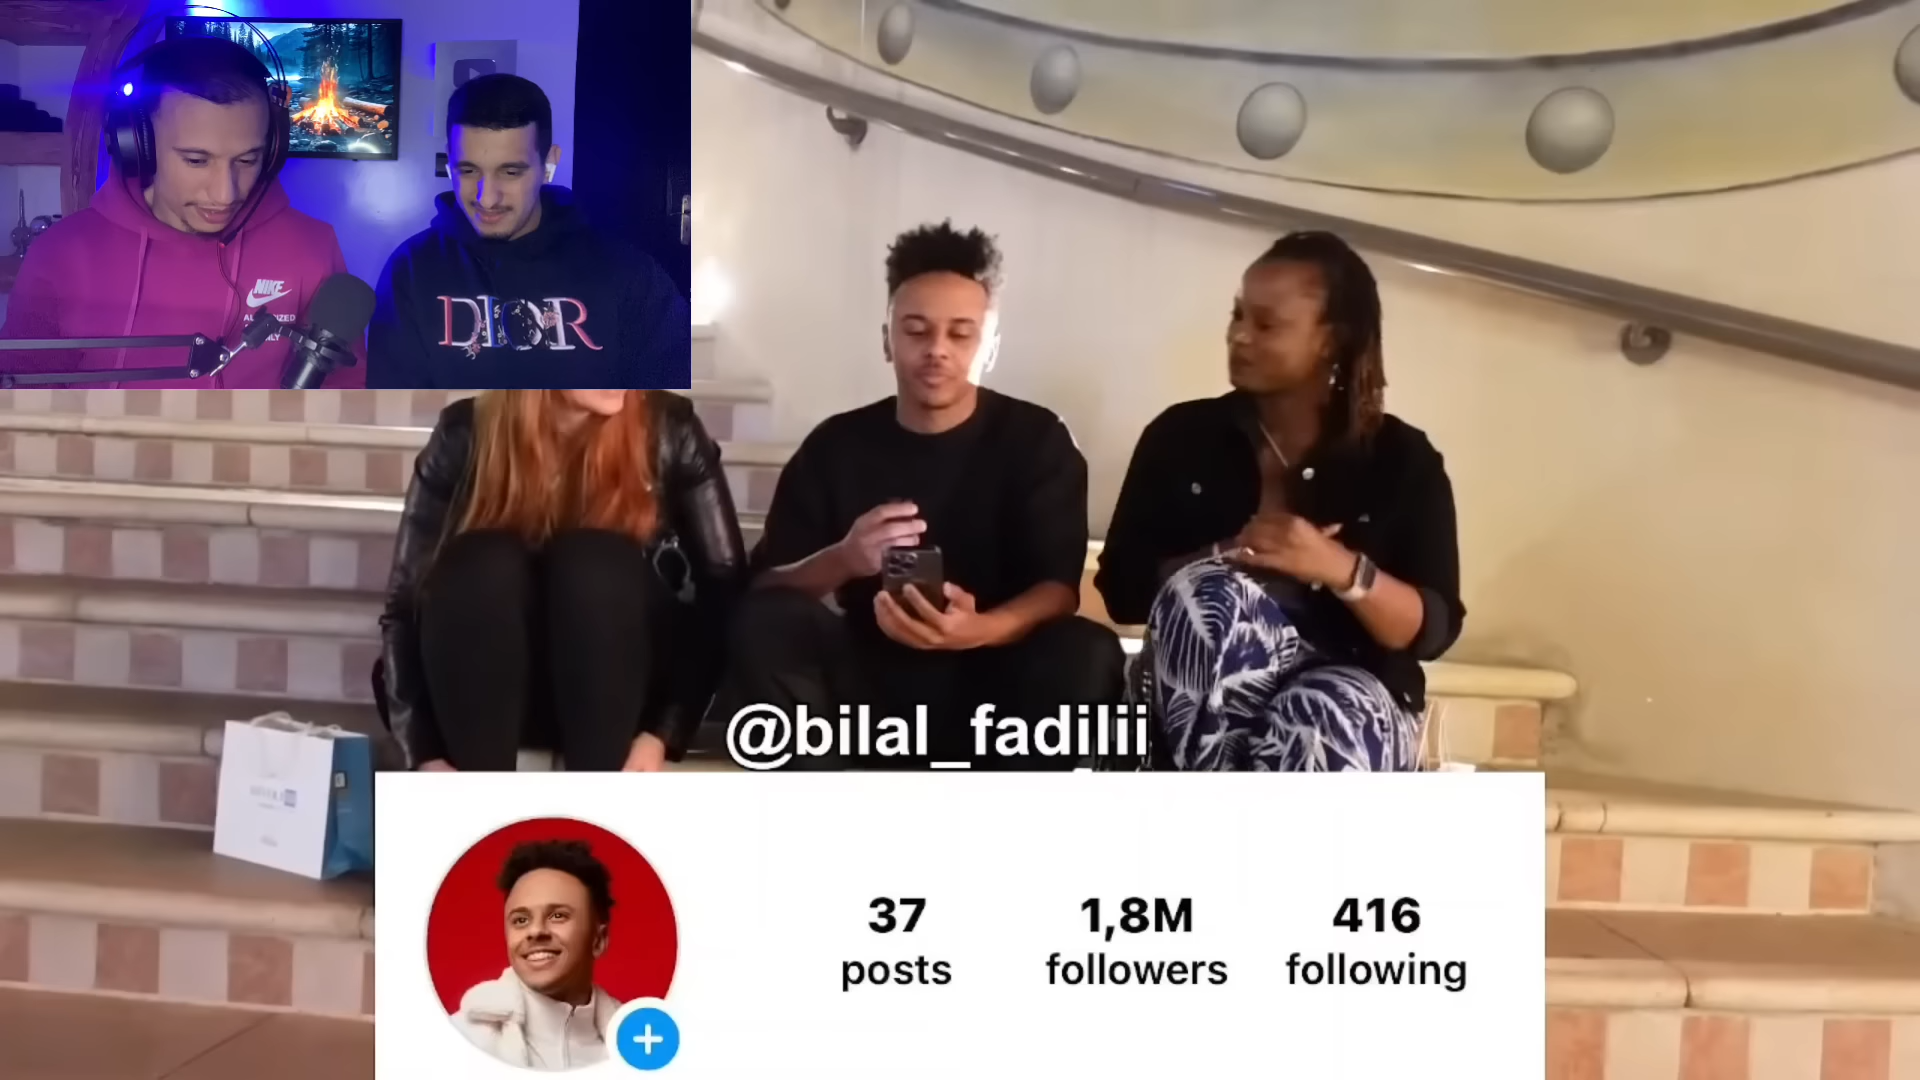 NIKE
DIOR
@bilal_fadilii
37
posts
1,8M
followers
416
following